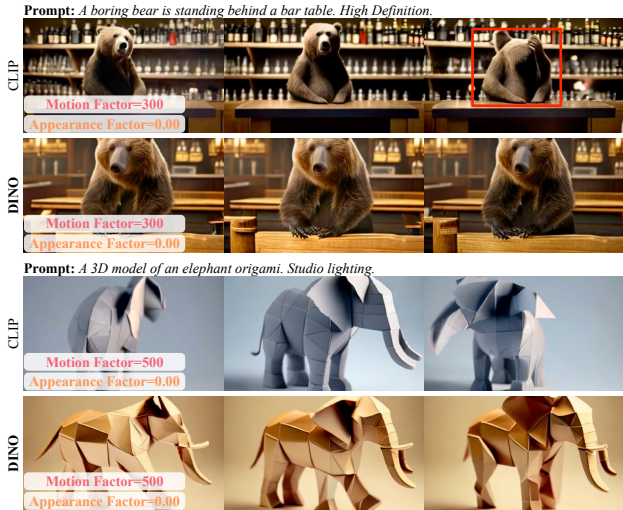 Prompt: A boring bear is standing behind a bar table. High Definition.
CLIP
Motion Factor=300
Appearance Factor=0.00
DINO
Motion Factor=300
Appearance Factor=0.00
Prompt: A 3D model of an elephant origami. Studio lighting.
CLIP
Motion Factor=500
Appearance Factor=0.00
DINO
Motion Factor=500
Appearance Factor=0.00